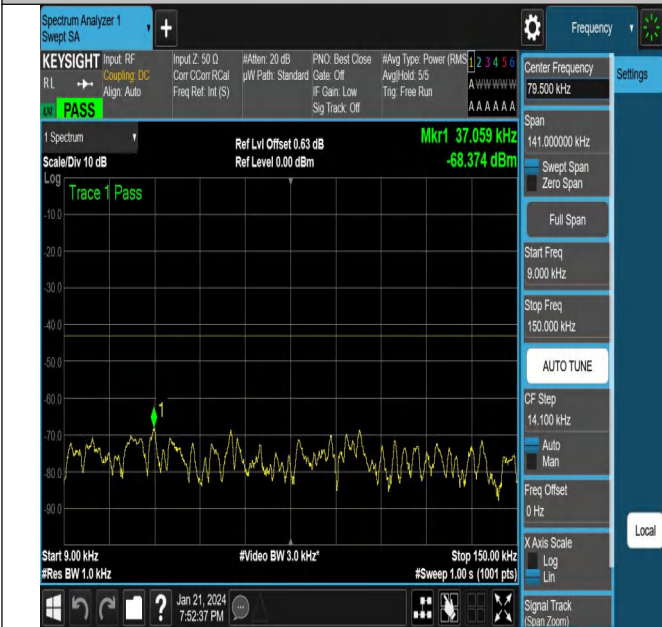 Spectrum Analyzer 1
Swept SA
+
Frequency
KEYSIGHT
RL
PASS
Input: RF
Coupling: DC
Align: Auto
Input Z: 50 Ω
Corr CCorr RCal
Freq Ref: Int (S)
#Atten: 20 dB
µW Path: Standard
PNO: Best Close
Gate: Off
IF Gain: Low
Sig Track: Off
#Avg Type: Power (RMS
Avg|Hold: 5/5
Trig: Free Run
1 2 3 4 5 6
A W W W W W
A A A A A A
1 Spectrum
Scale/Div 10 dB
Ref Lvl Offset 0.63 dB
Ref Level 0.00 dBm
Mkr1 37.059 kHz
-68.374 dBm
Log
Trace 1 Pass
-10.0
-20.0
-30.0
-40.0
-50.0
-60.0
-70.0
-80.0
-90.0
1
Start 9.00 kHz
#Res BW 1.0 kHz
#Video BW 3.0 kHz*
Stop 150.00 kHz
#Sweep 1.00 s (1001 pts)
?
Jan 21, 2024
7:52:37 PM
Center Frequency
79.500 kHz
Span
141.000000 kHz
Swept Span
Zero Span
Full Span
Start Freq
9.000 kHz
Stop Freq
150.000 kHz
AUTO TUNE
CF Step
14.100 kHz
Auto
Man
Freq Offset
0 Hz
X Axis Scale
Log
Lin
Signal Track
(Span Zoom)
Settings
Local